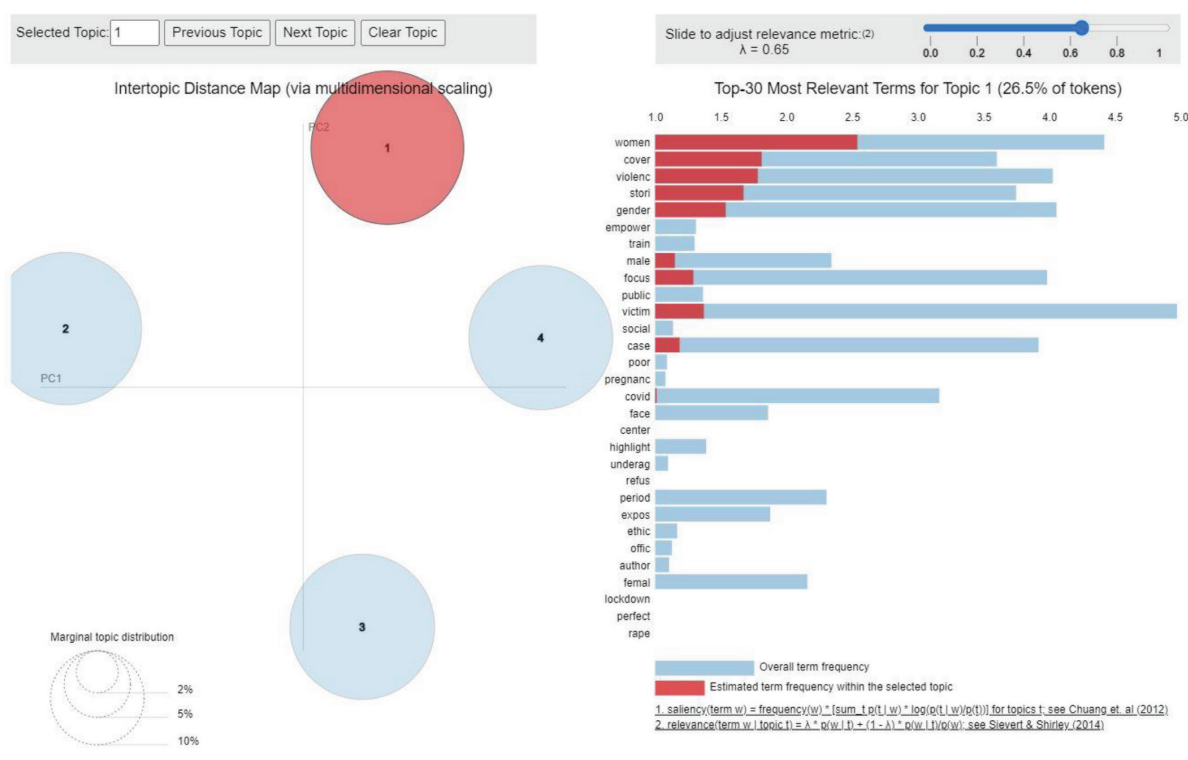 Selected Topic: 1 Previous Topic Next Topic Clear Topic
Slide to adjust relevance metric:(2)
λ = 0.65
0.0 0.2 0.4 0.6 0.8 1
Intertopic Distance Map (via multidimensional scaling)
PC2
1
2
4
PC1
3
Marginal topic distribution
2%
5%
10%
Top-30 Most Relevant Terms for Topic 1 (26.5% of tokens)
1.0 1.5 2.0 2.5 3.0 3.5 4.0 4.5 5.0
women
cover
violenc
stori
gender
empower
train
male
focus
public
victim
social
case
poor
pregnanc
covid
face
center
highlight
underag
refus
period
expos
ethic
offic
author
femal
lockdown
perfect
rape
Overall term frequency
Estimated term frequency within the selected topic
1. saliency(term w) = frequency(w) * [sum_t p(t | w) * log(p(t | w)/p(t))] for topics t; see Chuang et. al (2012)
2. relevance(term w | topic t) = λ * p(w | t) + (1 - λ) * p(w | t)/p(w); see Sievert & Shirley (2014)